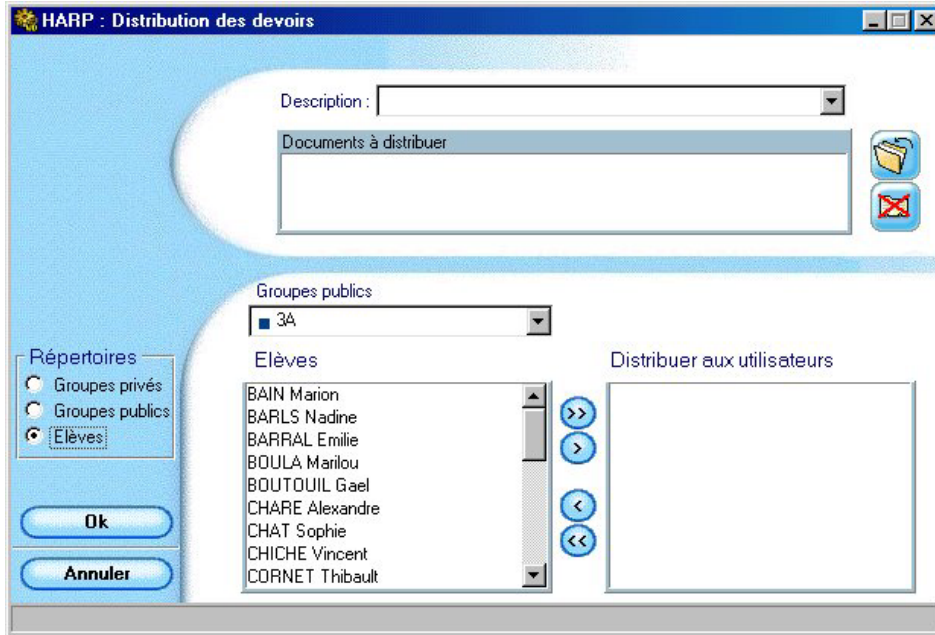 HARP : Distribution des devoirs
Description :
Documents à distribuer
Groupes publics
3A
Répertoires
Groupes privés
Groupes publics
Elèves
Elèves
BAIN Marion
BARLS Nadine
BARRAL Emilie
BOULA Marilou
BOUTOUIL Gael
CHARE Alexandre
CHAT Sophie
CHICHE Vincent
CORNET Thibault
>>
>
<
<<
Distribuer aux utilisateurs
Ok
Annuler